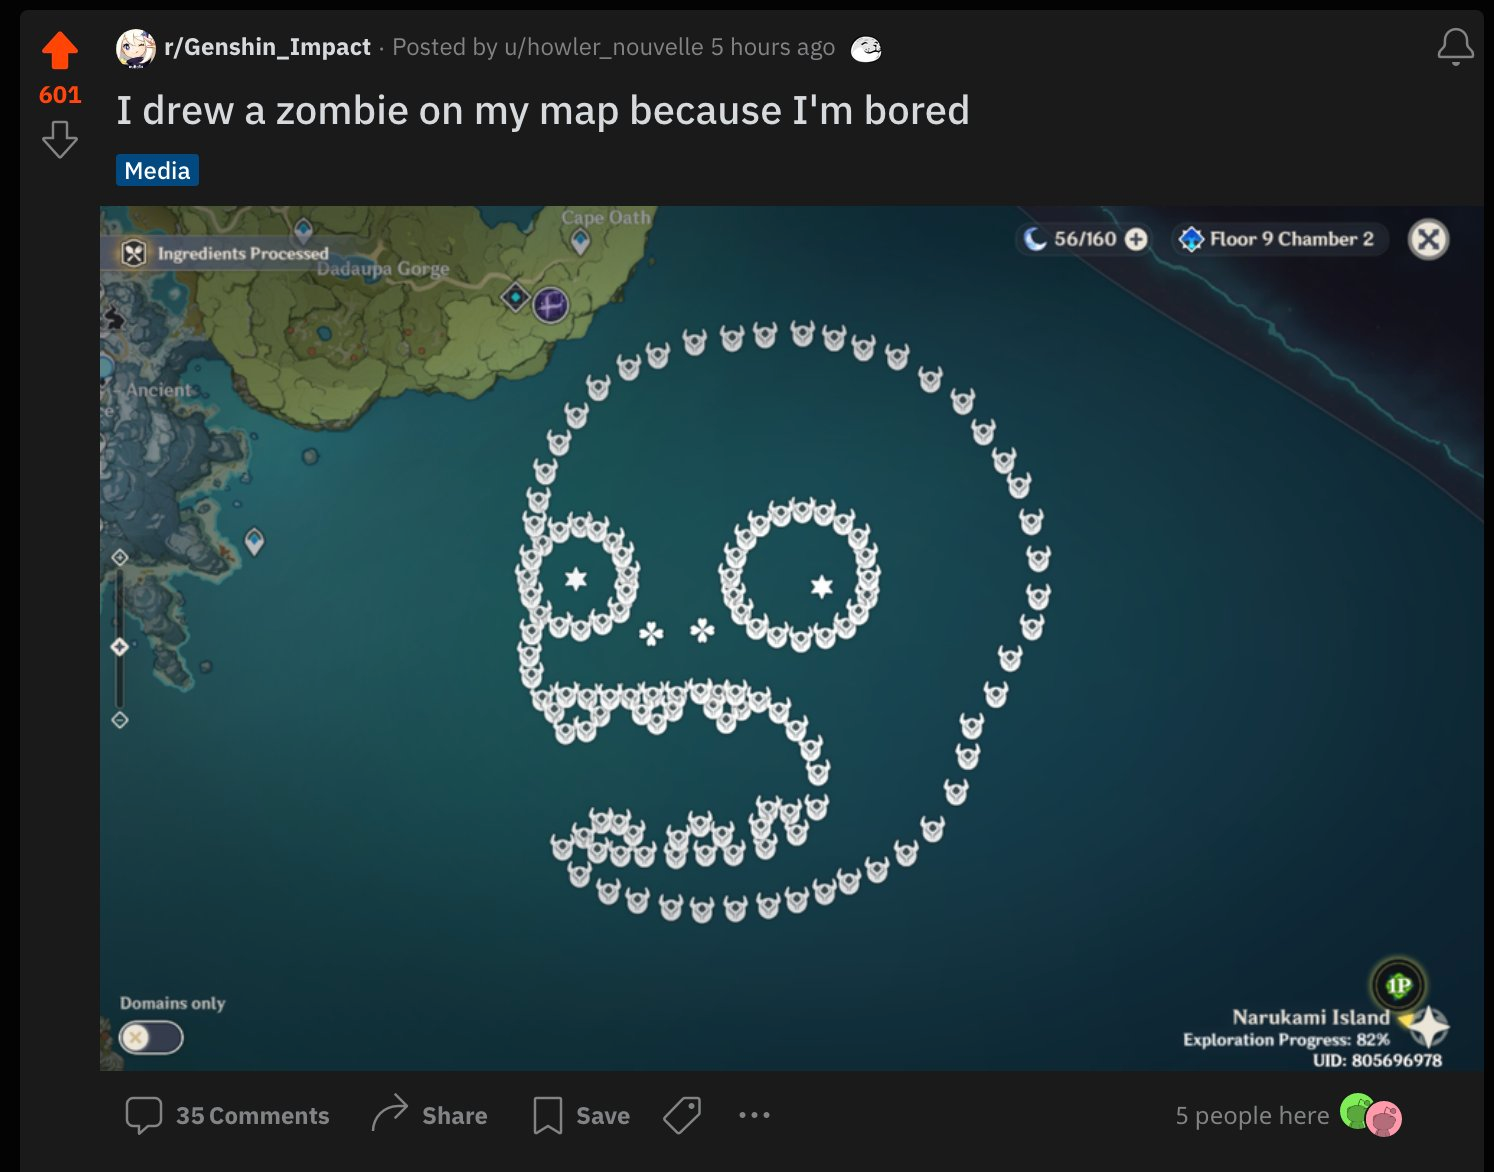 r/Genshin_Impact · Posted by u/howler_nouvelle 5 hours ago
601
I drew a zombie on my map because I'm bored
Media
Cape Oath
Ingredients Processed
56/160
Floor 9 Chamber 2
Dadaupa Gorge
Ancient
Domains only
1P
Narukami Island
Exploration Progress: 82%
UID: 805696978
35 Comments
Share
Save
5 people here